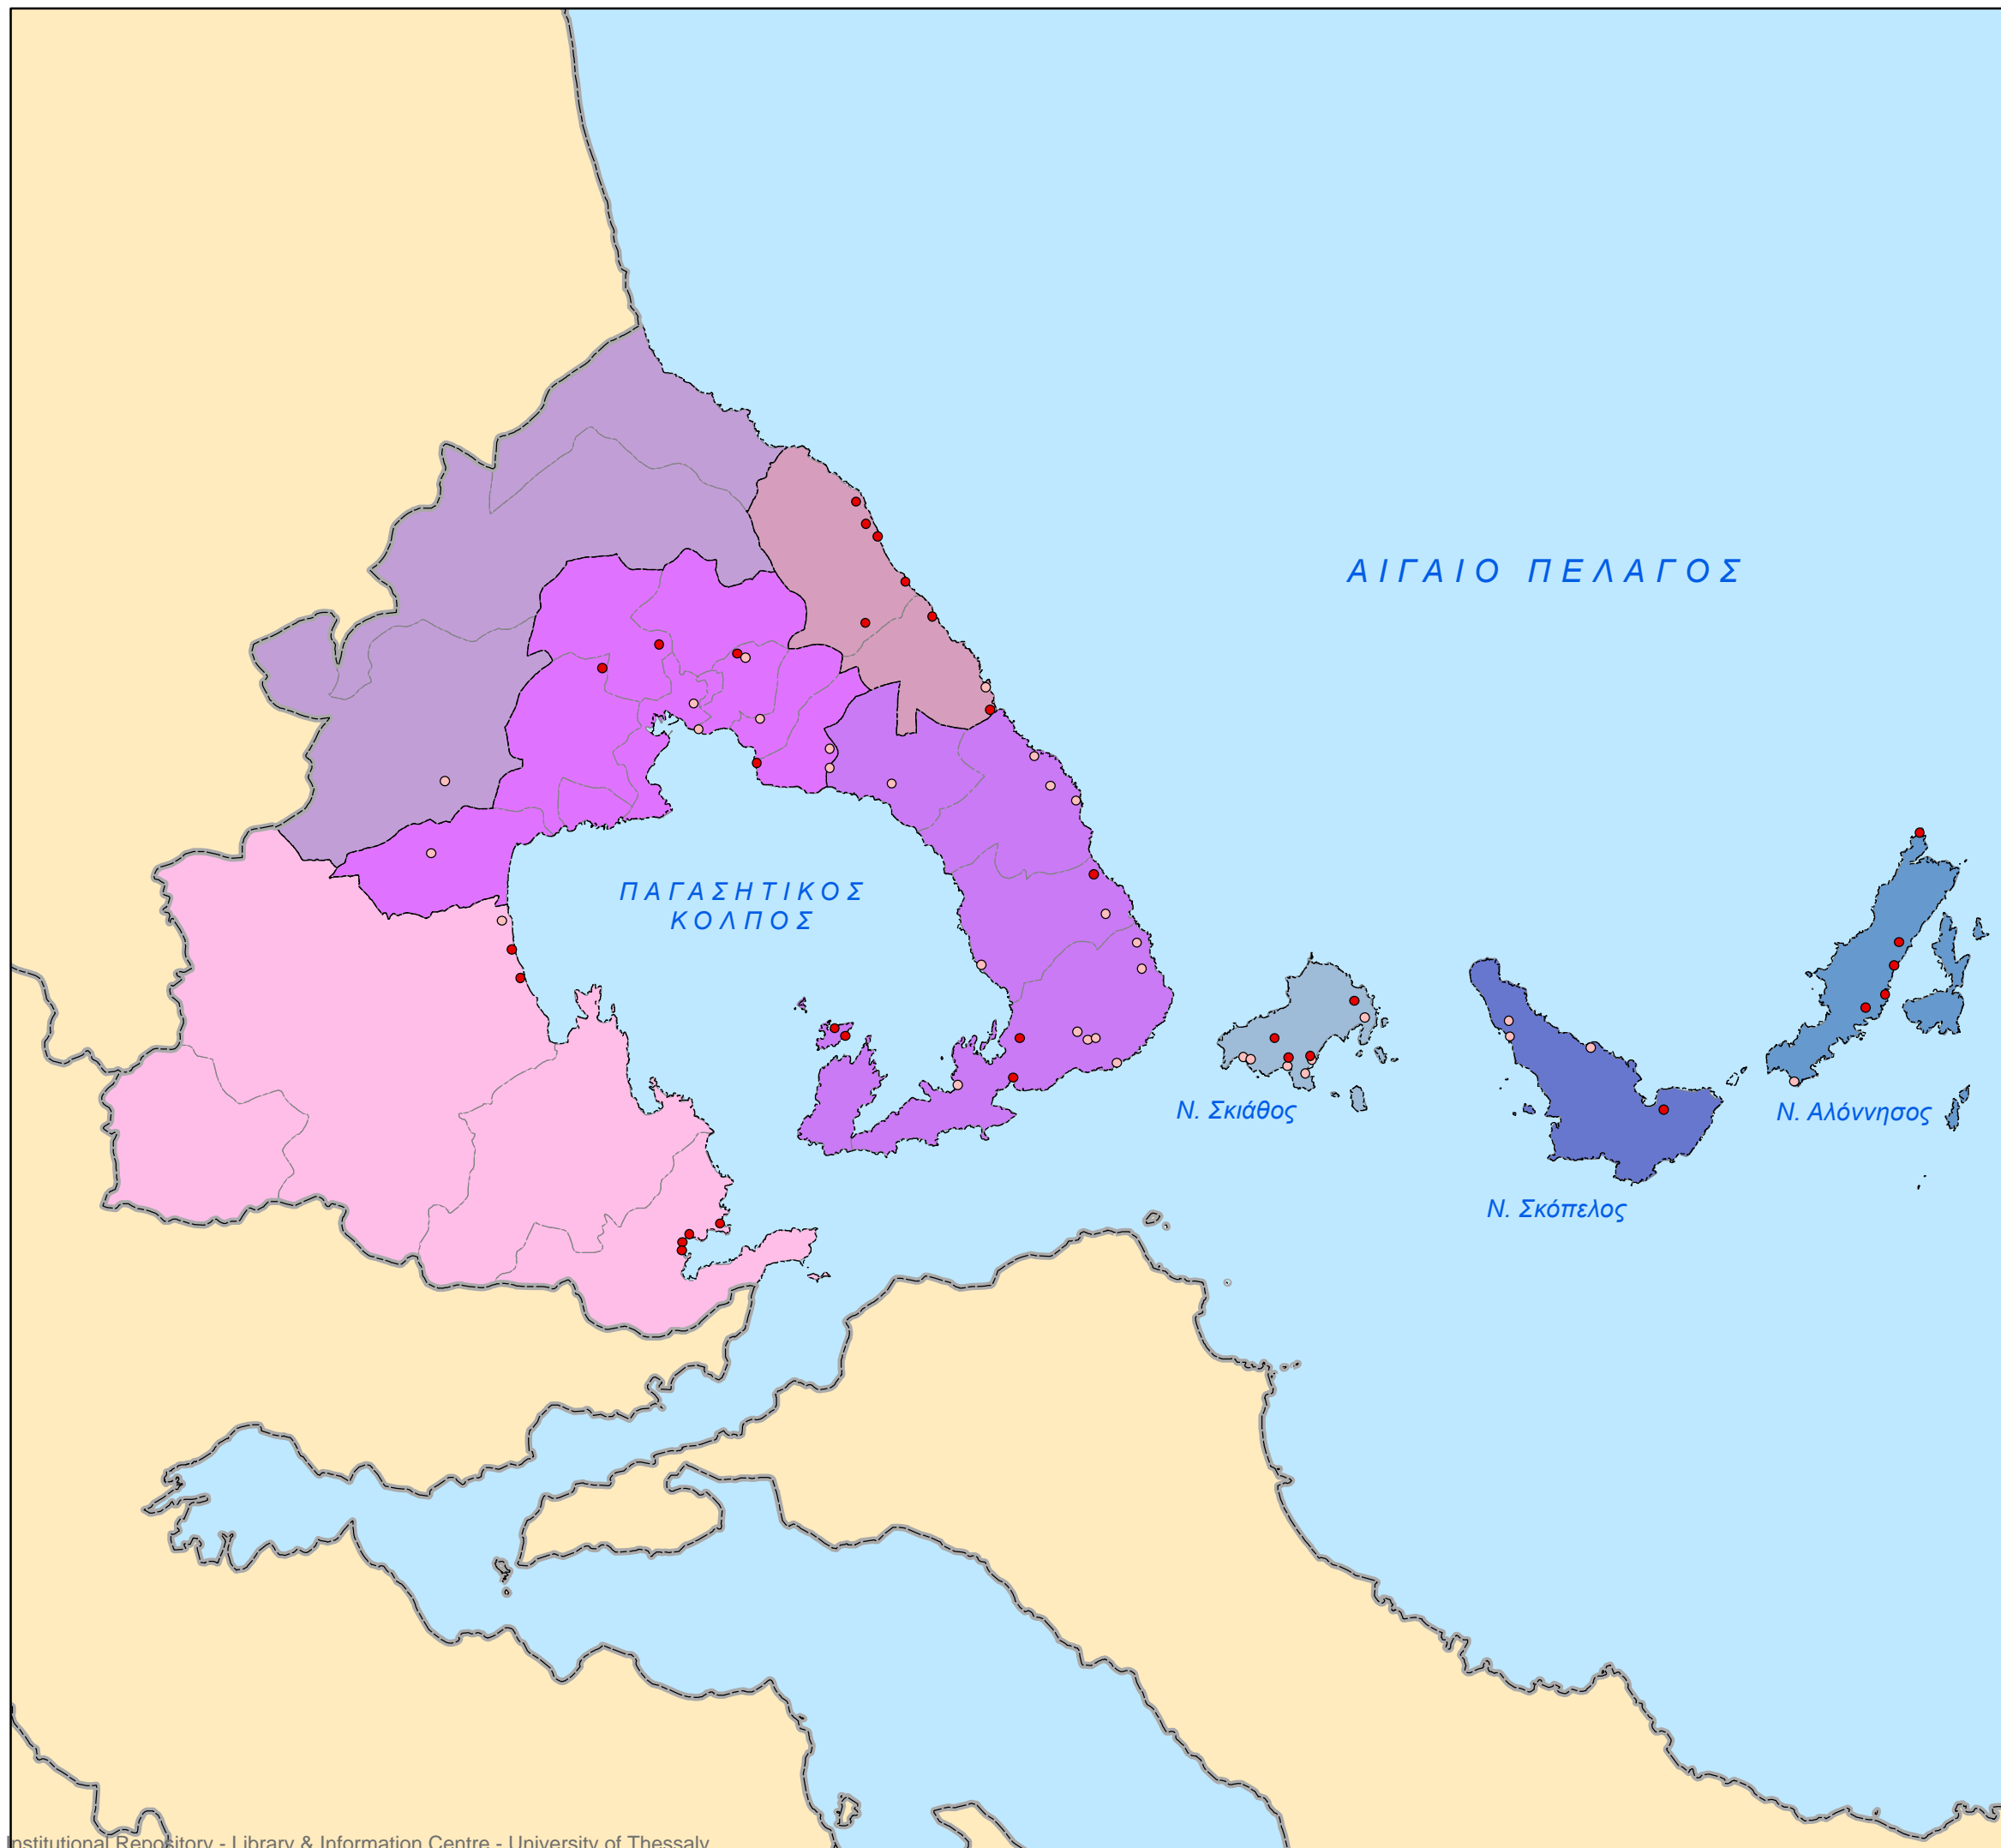 ΑΙΓΑΙΟ ΠΕΛΑΓΟΣ
ΠΑΓΑΣΗΤΙΚΟΣ
ΚΟΛΠΟΣ
Ν. Σκιάθος
Ν. Αλόννησος
Ν. Σκόπελος
Institutional Repository - Library & Information Centre - University of Thessaly